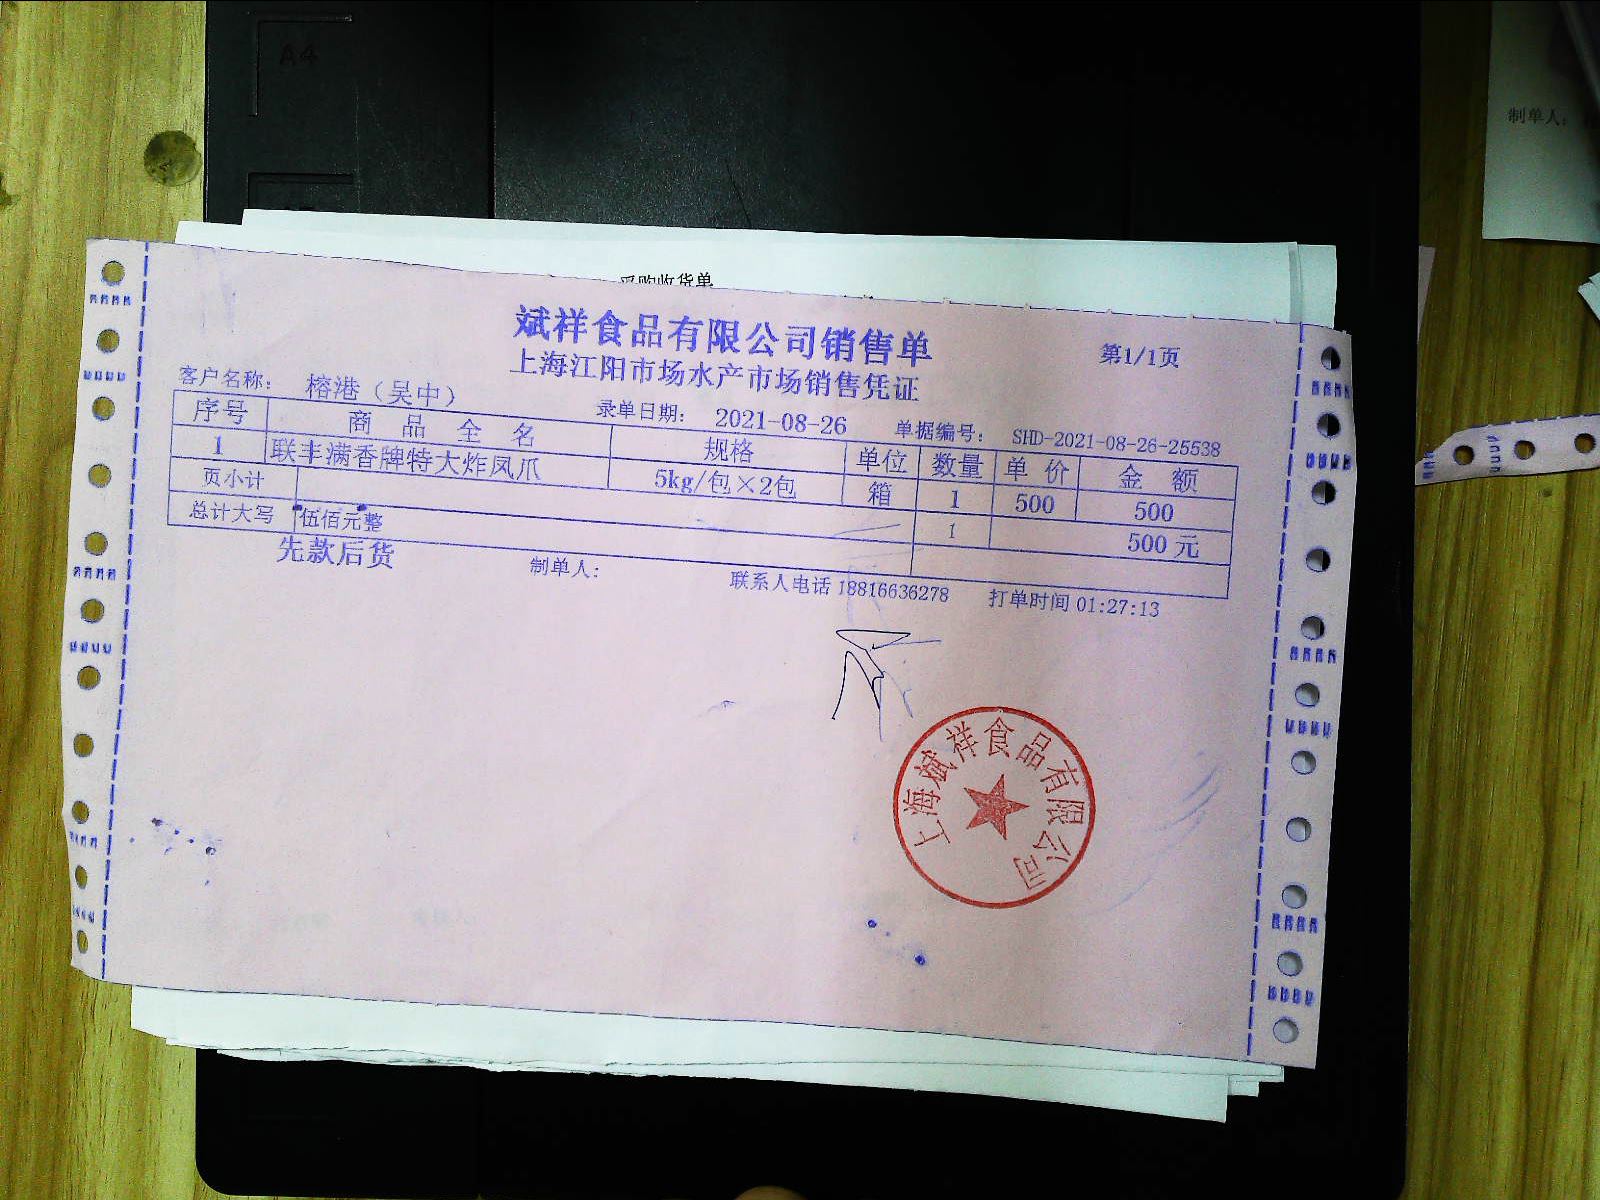 A4
制单人:
采购收货单
斌祥食品有限公司销售单
第1/1页
上海江阳市场水产市场销售凭证
客户名称: 榕港（吴中）
录单日期: 2021-08-26 单据编号: SHD-2021-08-26-25538
序号 商品全名 规格 单位 数量 单价 金额
1 联丰满香牌特大炸凤爪 5kg/包×2包 箱 1 500 500
页小计 1 500元
总计大写 伍佰元整
先款后货 制单人: 联系人电话 18816636278 打单时间 01:27:13
上海斌祥食品有限公司